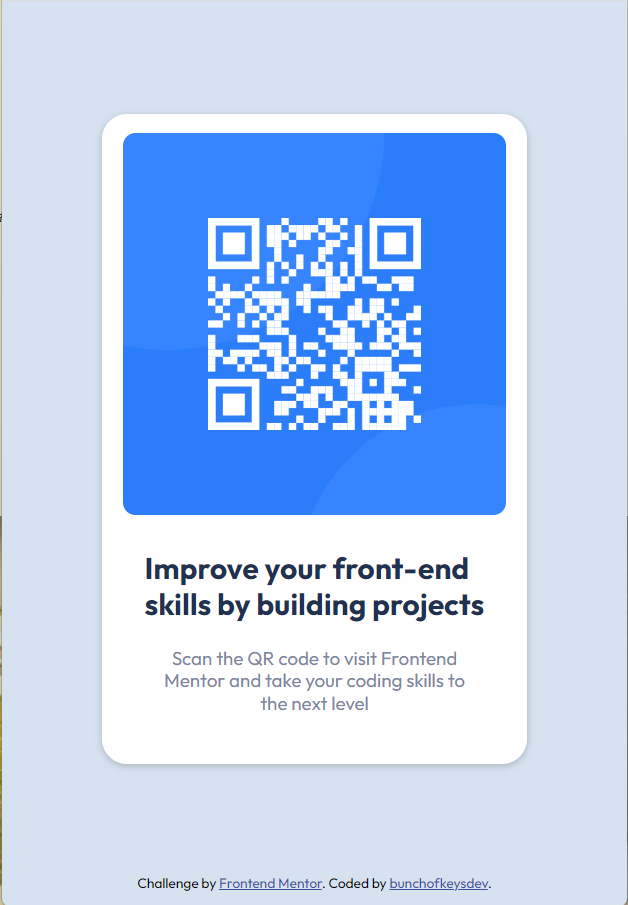 Improve your front-end
skills by building projects
Scan the QR code to visit Frontend
Mentor and take your coding skills to
the next level
Challenge by Frontend Mentor. Coded by bunchofkeysdev.